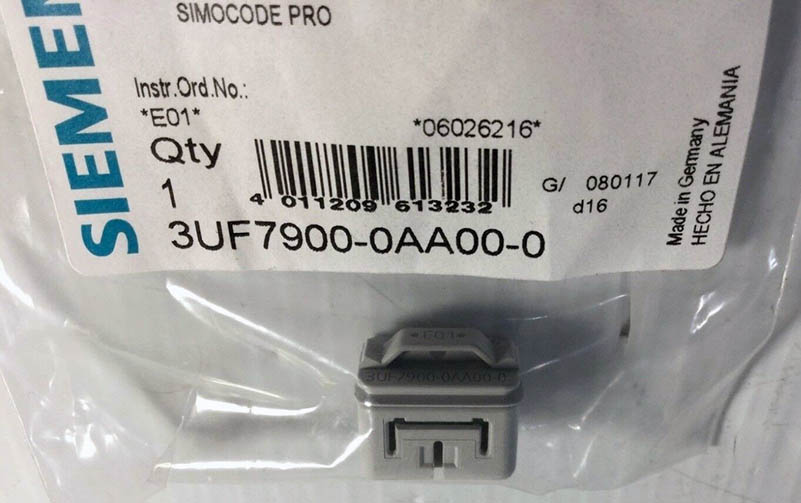 SIEMEN
SIMOCODE PRO
Instr.Ord.No.:
*E01*
*06026216*
Qty
1
4 011209 613232
G/ 080117
d16
3UF7900-0AA00-0
Made in Germany
HECHO EN ALEMANIA
*E01*
3UF7900-0AA00-0